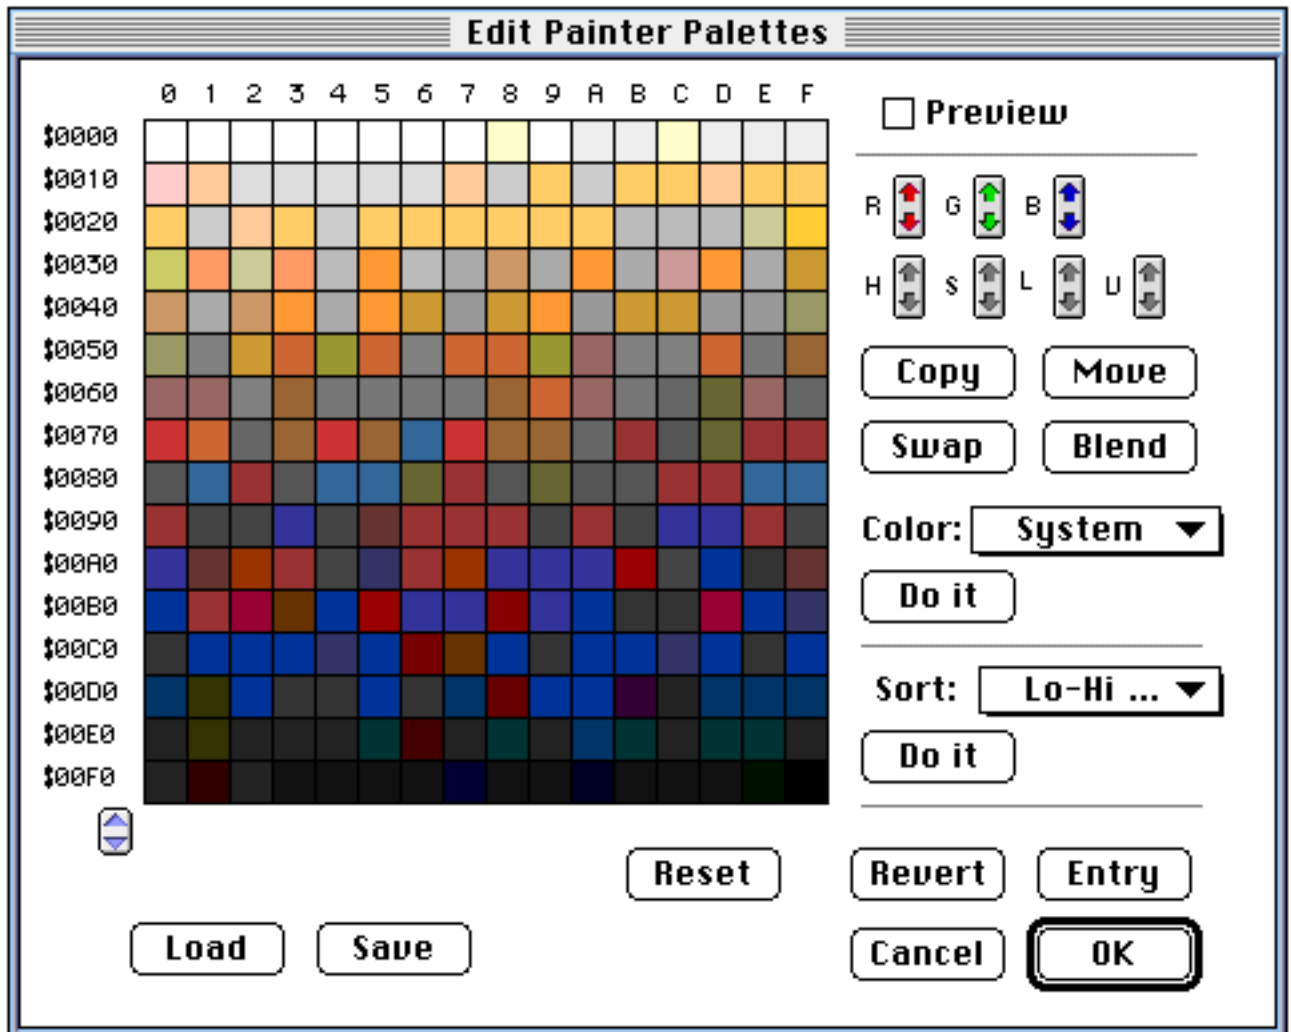 Edit Painter Palettes
0 1 2 3 4 5 6 7 8 9 A B C D E F
Preview
$0000
$0010
R G B
$0020
$0030
H S L V
$0040
$0050
Copy Move
$0060
$0070
Swap Blend
$0080
$0090
Color: System
$00A0
$00B0
Do it
$00C0
$00D0
Sort: Lo-Hi ...
$00E0
Do it
$00F0
Reset Revert Entry
Load Save Cancel OK